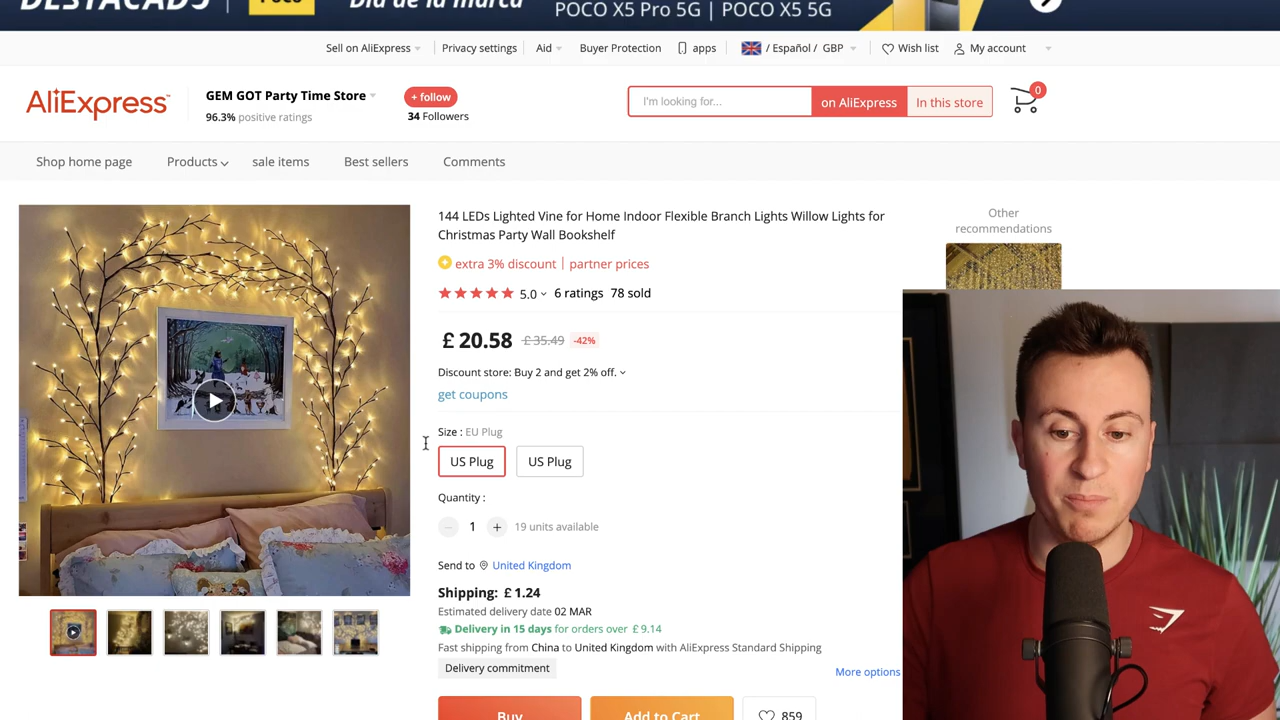 DESTACADS
POCO
Día de la marca
POCO X5 Pro 5G | POCO X5 5G
Sell on AliExpress
Privacy settings
Aid
Buyer Protection
apps
/ Español / GBP
Wish list
My account
AliExpress
GEM GOT Party Time Store
96.3% positive ratings
+ follow
34 Followers
I'm looking for...
on AliExpress
In this store
0
Shop home page
Products
sale items
Best sellers
Comments
144 LEDs Lighted Vine for Home Indoor Flexible Branch Lights Willow Lights for
Christmas Party Wall Bookshelf
extra 3% discount | partner prices
5.0
6 ratings
78 sold
£ 20.58
£ 35.49
-42%
Discount store: Buy 2 and get 2% off.
get coupons
Size : EU Plug
US Plug
US Plug
Quantity :
1
+
19 units available
Send to
United Kingdom
Shipping: £ 1.24
Estimated delivery date 02 MAR
Delivery in 15 days for orders over £ 9.14
Fast shipping from China to United Kingdom with AliExpress Standard Shipping
Delivery commitment
More options
Buy
Add to Cart
859
Other
recommendations